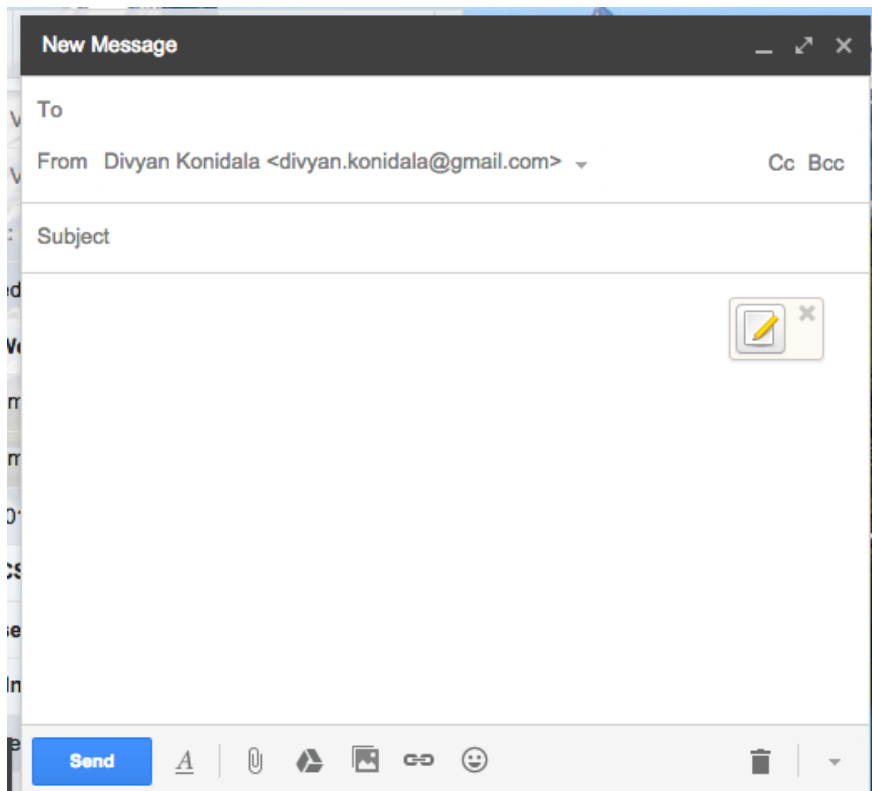 New Message
To
From Divyan Konidala <divyan.konidala@gmail.com>
Cc Bcc
Subject
Send A